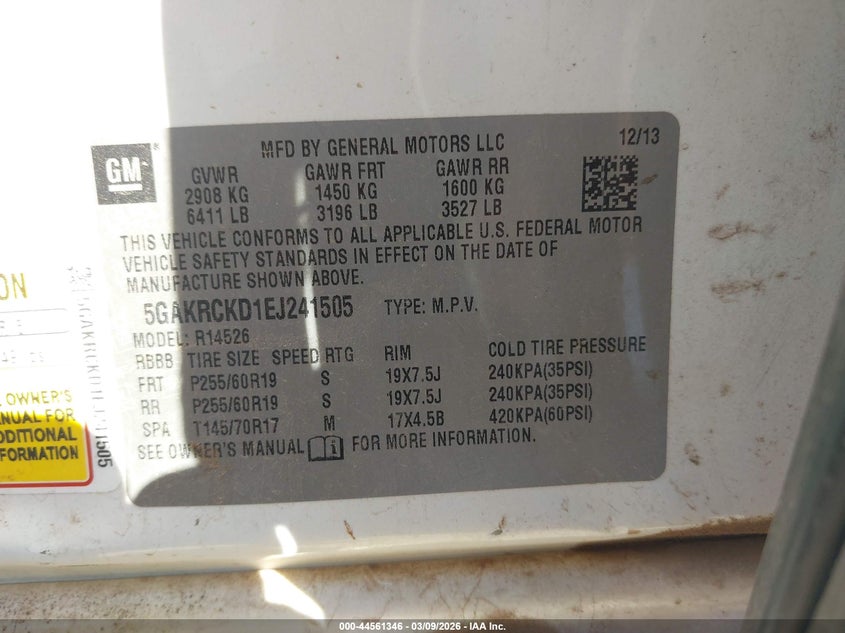 MFD BY GENERAL MOTORS LLC 12/13
GM
GVWR GAWR FRT GAWR RR
2908 KG 1450 KG 1600 KG
6411 LB 3196 LB 3527 LB
THIS VEHICLE CONFORMS TO ALL APPLICABLE U.S. FEDERAL MOTOR
VEHICLE SAFETY STANDARDS IN EFFECT ON THE DATE OF
MANUFACTURE SHOWN ABOVE.
5GAKRCKD1EJ241505 TYPE: M.P.V.
MODEL: R14526
RBBB TIRE SIZE SPEED RTG RIM COLD TIRE PRESSURE
FRT P255/60R19 S 19X7.5J 240KPA(35PSI)
RR P255/60R19 S 19X7.5J 240KPA(35PSI)
SPA T145/70R17 M 17X4.5B 420KPA(60PSI)
SEE OWNER'S MANUAL FOR MORE INFORMATION.
ON
OWNER'S
ANUAL FOR
DDITIONAL
FORMATION
000-44561346 - 03/09/2026 - IAA Inc.